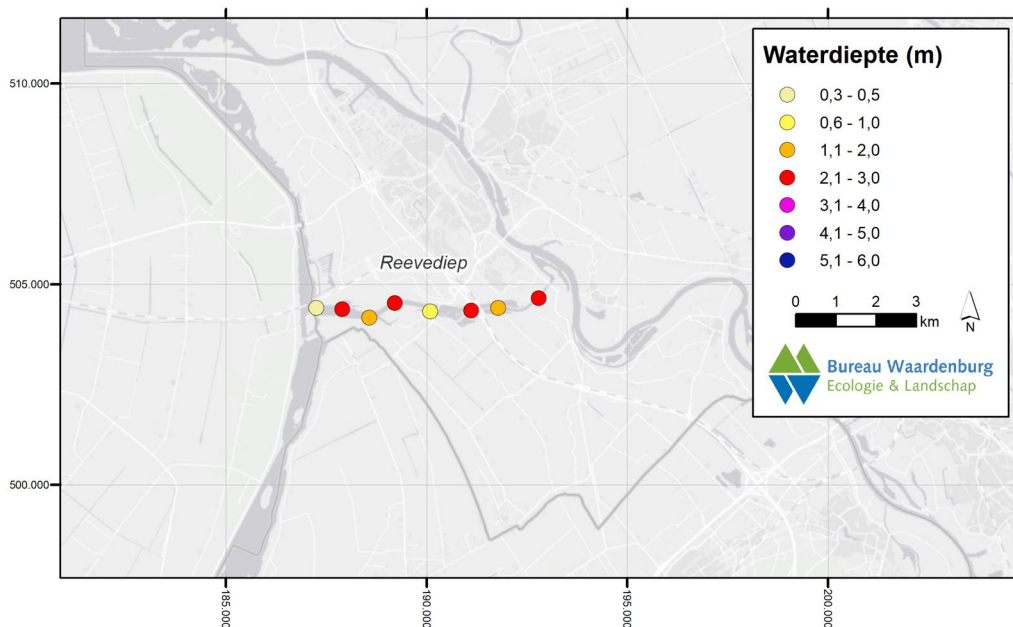 Waterdiepte (m)
0,3 - 0,5
0,6 - 1,0
1,1 - 2,0
2,1 - 3,0
3,1 - 4,0
4,1 - 5,0
5,1 - 6,0
0 1 2 3
km
N
Bureau Waardenburg
Ecologie & Landschap
Reevediep
510.000
505.000
500.000
185.000
190.000
195.000
200.000